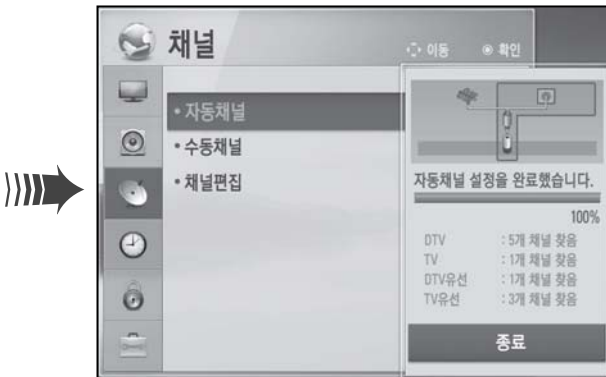 채널
이동 확인
• 자동채널
• 수동채널
• 채널편집
자동채널 설정을 완료했습니다.
100%
DTV : 5개 채널 찾음
TV : 1개 채널 찾음
DTV유선 : 1개 채널 찾음
TV유선 : 3개 채널 찾음
종료